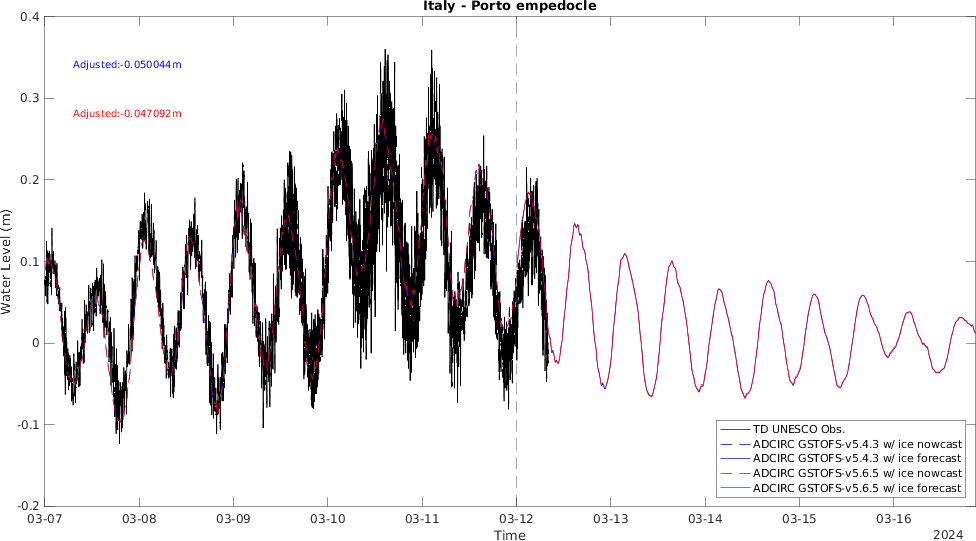 Italy - Porto empedocle
0.4
0.3
0.2
0.1
0
-0.1
-0.2
Water Level (m)
Adjusted:-0.050044m
Adjusted:-0.047092m
TD UNESCO Obs.
ADCIRC GSTOFS-v5.4.3 w/ ice nowcast
ADCIRC GSTOFS-v5.4.3 w/ ice forecast
ADCIRC GSTOFS-v5.6.5 w/ ice nowcast
ADCIRC GSTOFS-v5.6.5 w/ ice forecast
03-07 03-08 03-09 03-10 03-11 03-12 03-13 03-14 03-15 03-16
Time
2024